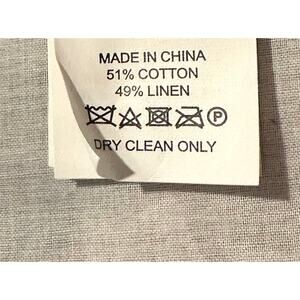 MADE IN CHINA
51% COTTON
49% LINEN
P
DRY CLEAN ONLY